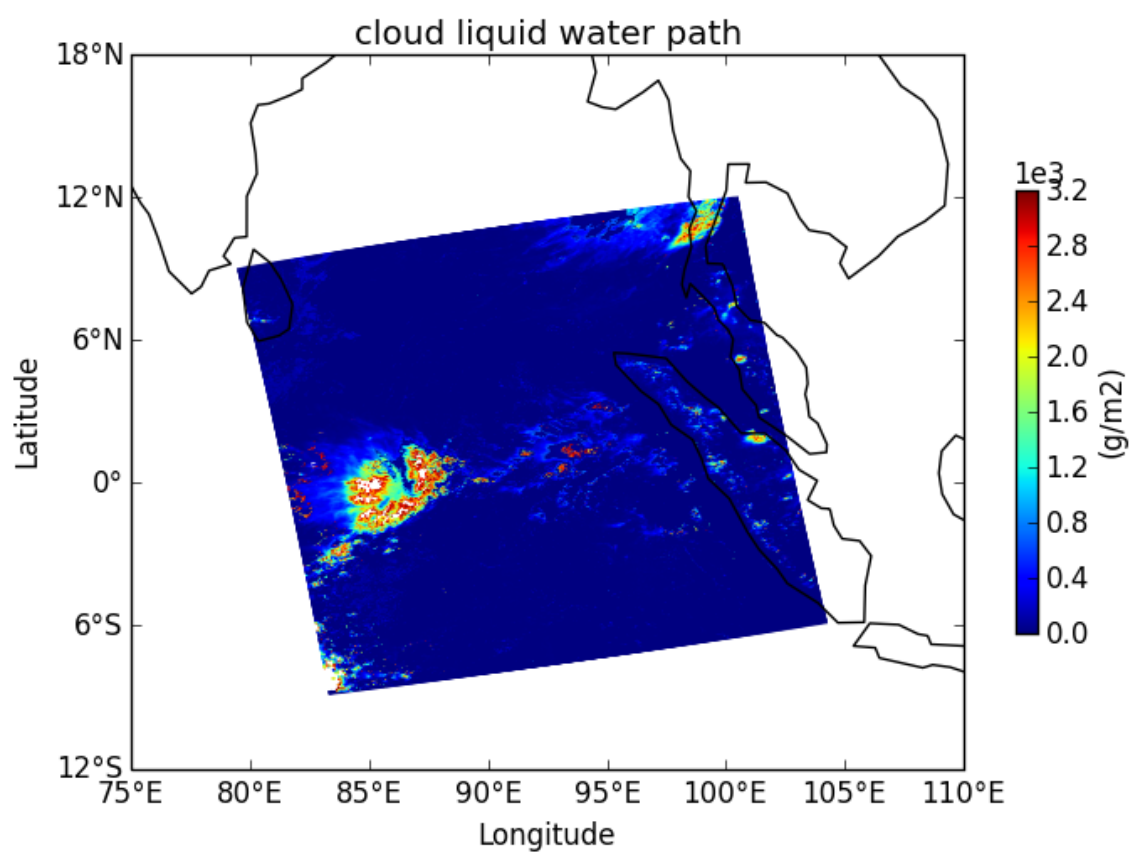 cloud liquid water path
18°N
12°N
6°N
0°
6°S
12°S
Latitude
75°E 80°E 85°E 90°E 95°E 100°E 105°E 110°E
Longitude
1e3
3.2
2.8
2.4
2.0
1.6
1.2
0.8
0.4
0.0
(g/m2)